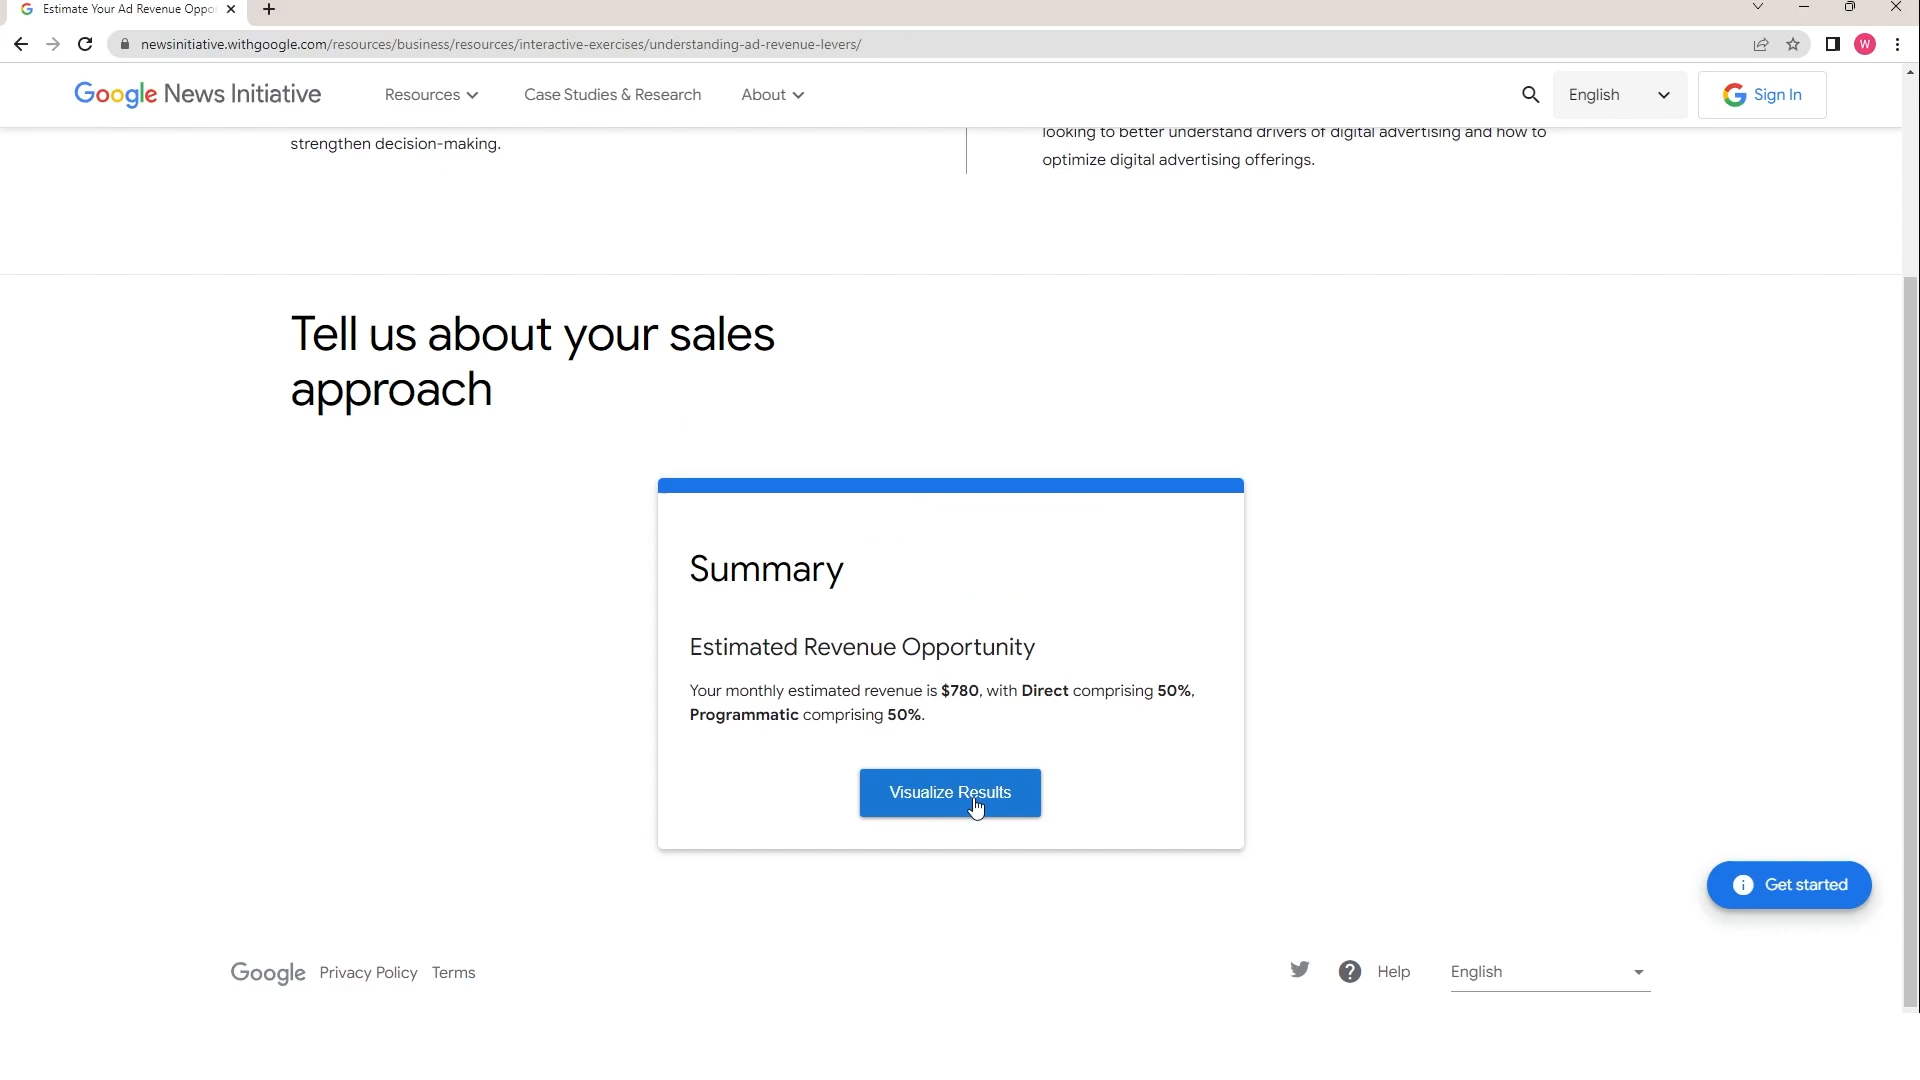 Estimate Your Ad Revenue Oppor
newsinitiative.withgoogle.com/resources/business/resources/interactive-exercises/understanding-ad-revenue-levers/
W
Google News Initiative
Resources
Case Studies & Research
About
English
Sign In
strengthen decision-making.
looking to better understand drivers of digital advertising and how to
optimize digital advertising offerings.
Tell us about your sales
approach
Summary
Estimated Revenue Opportunity
Your monthly estimated revenue is $780, with Direct comprising 50%,
Programmatic comprising 50%.
Visualize Results
Get started
Google Privacy Policy Terms
Help
English